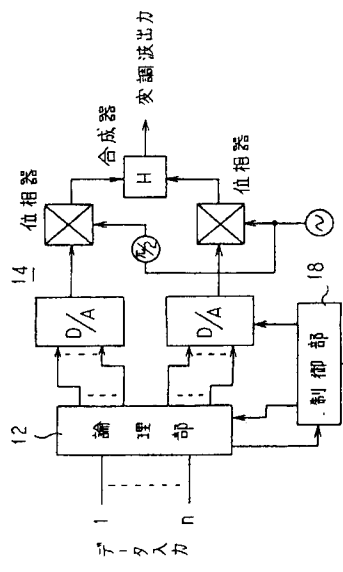 データ入力
1
n
12
論理部
14
D/A
D/A
位相器
位相器
π/2
合成器
H
変調波出力
制御部
18